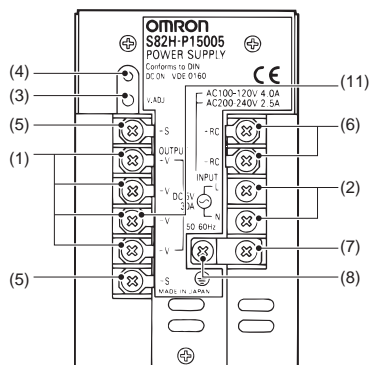 OMRON
S82H-P15005
POWER SUPPLY
Conforms to DIN
DC ON VDE 0160
CE
(4)
(3)
V.ADJ
AC100-120V 4.0A
AC200-240V 2.5A
(11)
(5)
-S
-RC
(6)
(1)
OUTPUT
-V
-RC
INPUT
-V
DC 5V
30A
L
(2)
-V
N
50 60Hz
-V
(7)
(5)
-S
(8)
MADE IN JAPAN